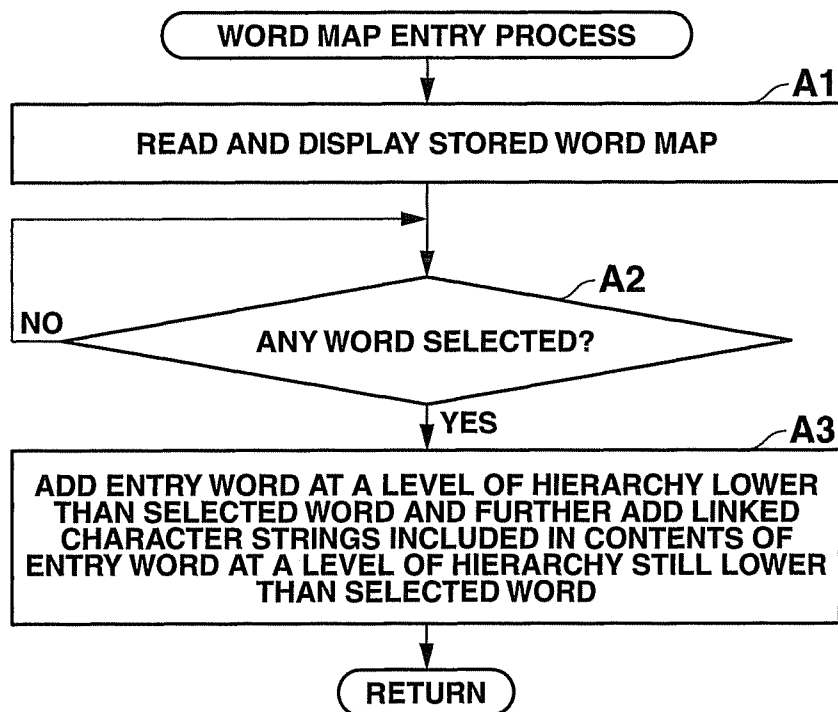 WORD MAP ENTRY PROCESS
A1
READ AND DISPLAY STORED WORD MAP
A2
NO
ANY WORD SELECTED?
YES
A3
ADD ENTRY WORD AT A LEVEL OF HIERARCHY LOWER
THAN SELECTED WORD AND FURTHER ADD LINKED
CHARACTER STRINGS INCLUDED IN CONTENTS OF
ENTRY WORD AT A LEVEL OF HIERARCHY STILL LOWER
THAN SELECTED WORD
RETURN